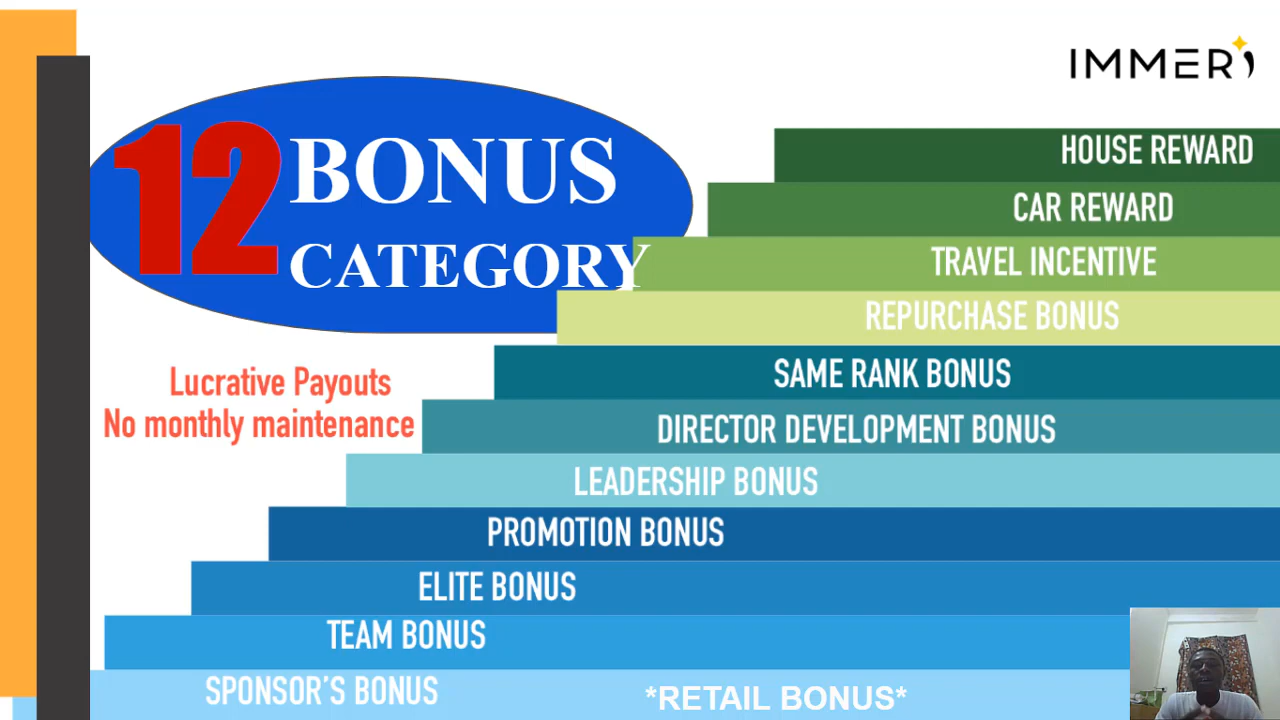 IMMERI
12 BONUS
CATEGORY
HOUSE REWARD
CAR REWARD
TRAVEL INCENTIVE
REPURCHASE BONUS
Lucrative Payouts
No monthly maintenance
SAME RANK BONUS
DIRECTOR DEVELOPMENT BONUS
LEADERSHIP BONUS
PROMOTION BONUS
ELITE BONUS
TEAM BONUS
SPONSOR'S BONUS
*RETAIL BONUS*